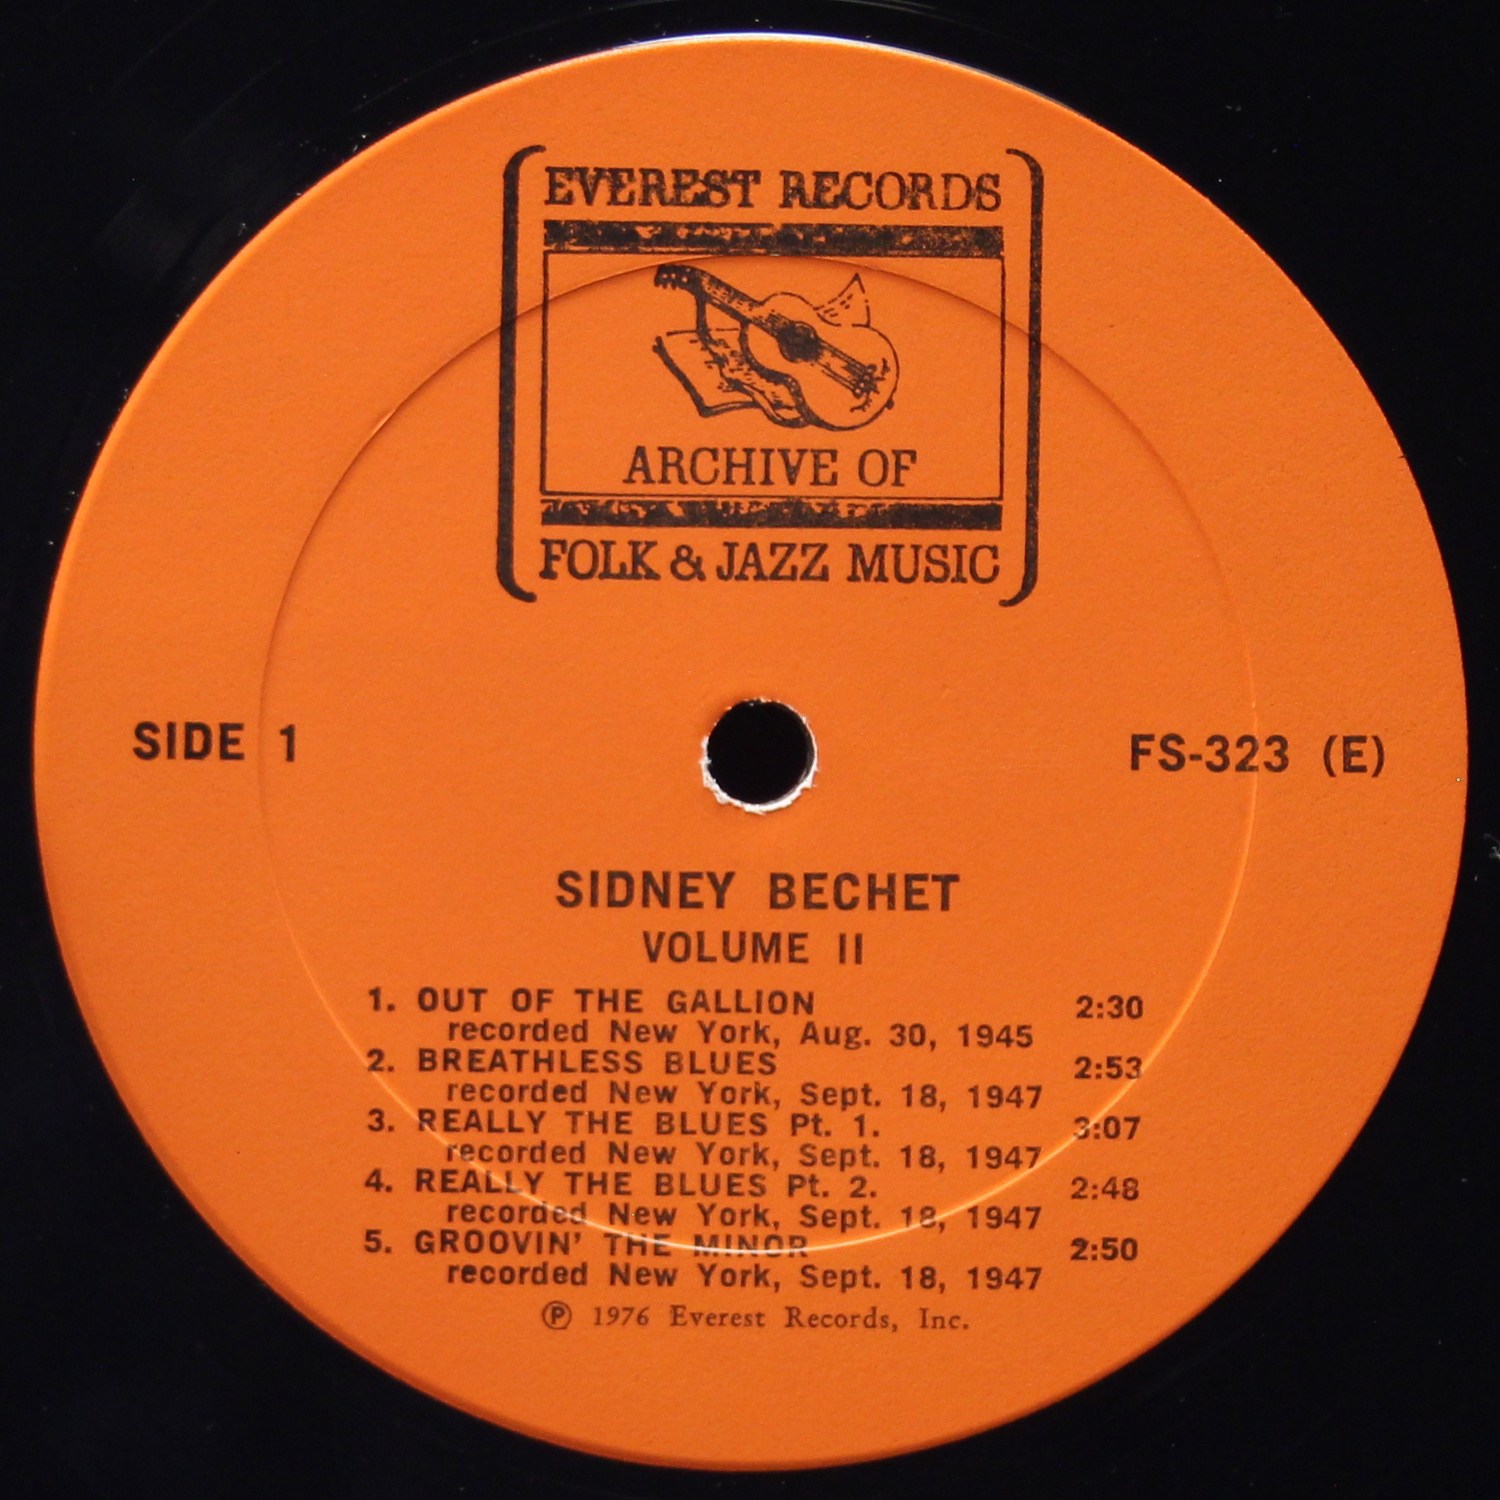 EVEREST RECORDS
ARCHIVE OF
FOLK & JAZZ MUSIC
SIDE 1
FS-323 (E)
SIDNEY BECHET
VOLUME II
1. OUT OF THE GALLION 2:30
recorded New York, Aug. 30, 1945
2. BREATHLESS BLUES 2:53
recorded New York, Sept. 18, 1947
3. REALLY THE BLUES Pt. 1. 3:07
recorded New York, Sept. 18, 1947
4. REALLY THE BLUES Pt. 2. 2:48
recorded New York, Sept. 18, 1947
5. GROOVIN' THE MINOR 2:50
recorded New York, Sept. 18, 1947
℗ 1976 Everest Records, Inc.